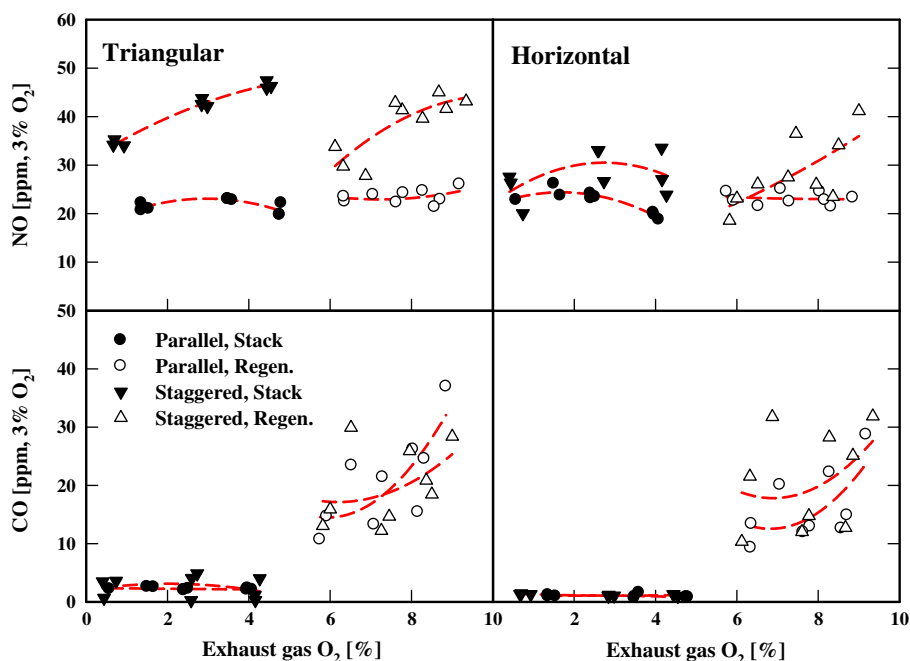 60
50
40
30
20
10
50
40
30
20
10
0
NO [ppm, 3% O2]
CO [ppm, 3% O2]
Triangular
Horizontal
Parallel, Stack
Parallel, Regen.
Staggered, Stack
Staggered, Regen.
0 2 4 6 8 10 2 4 6 8 10
Exhaust gas O2 [%] Exhaust gas O2 [%]